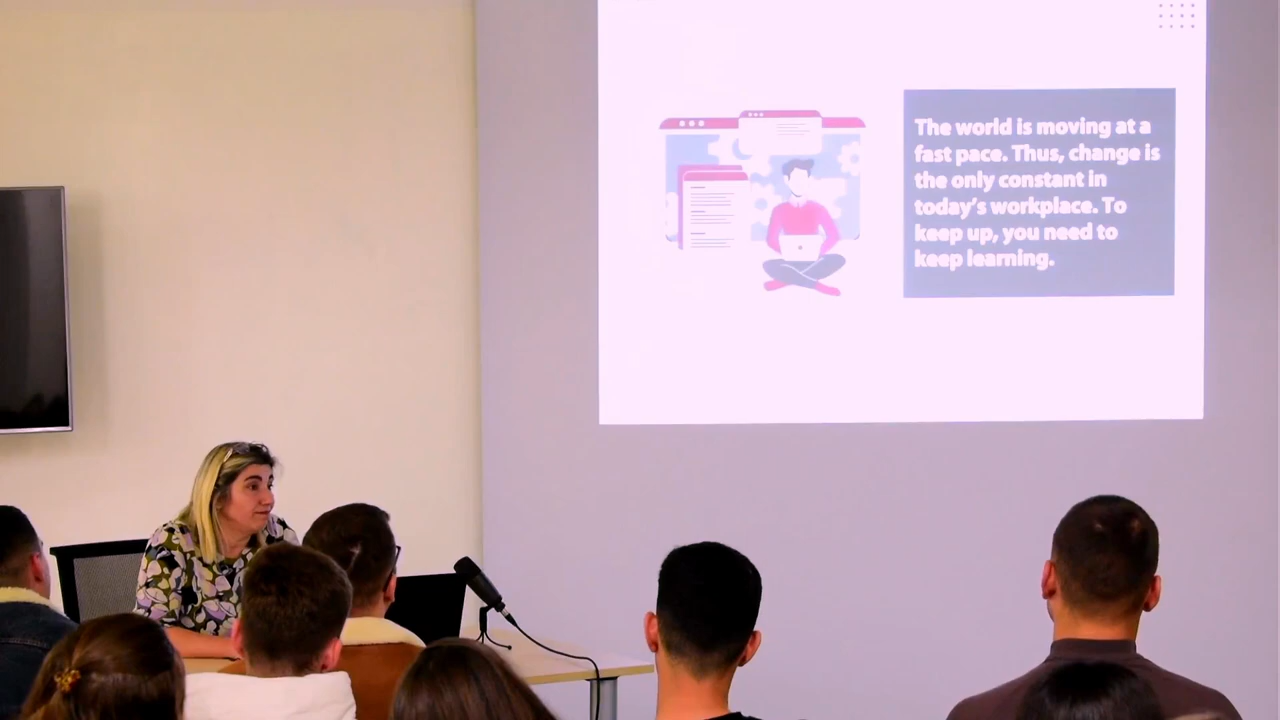 The world is moving at a
fast pace. Thus, change is
the only constant in
today's workplace. To
keep up, you need to
keep learning.